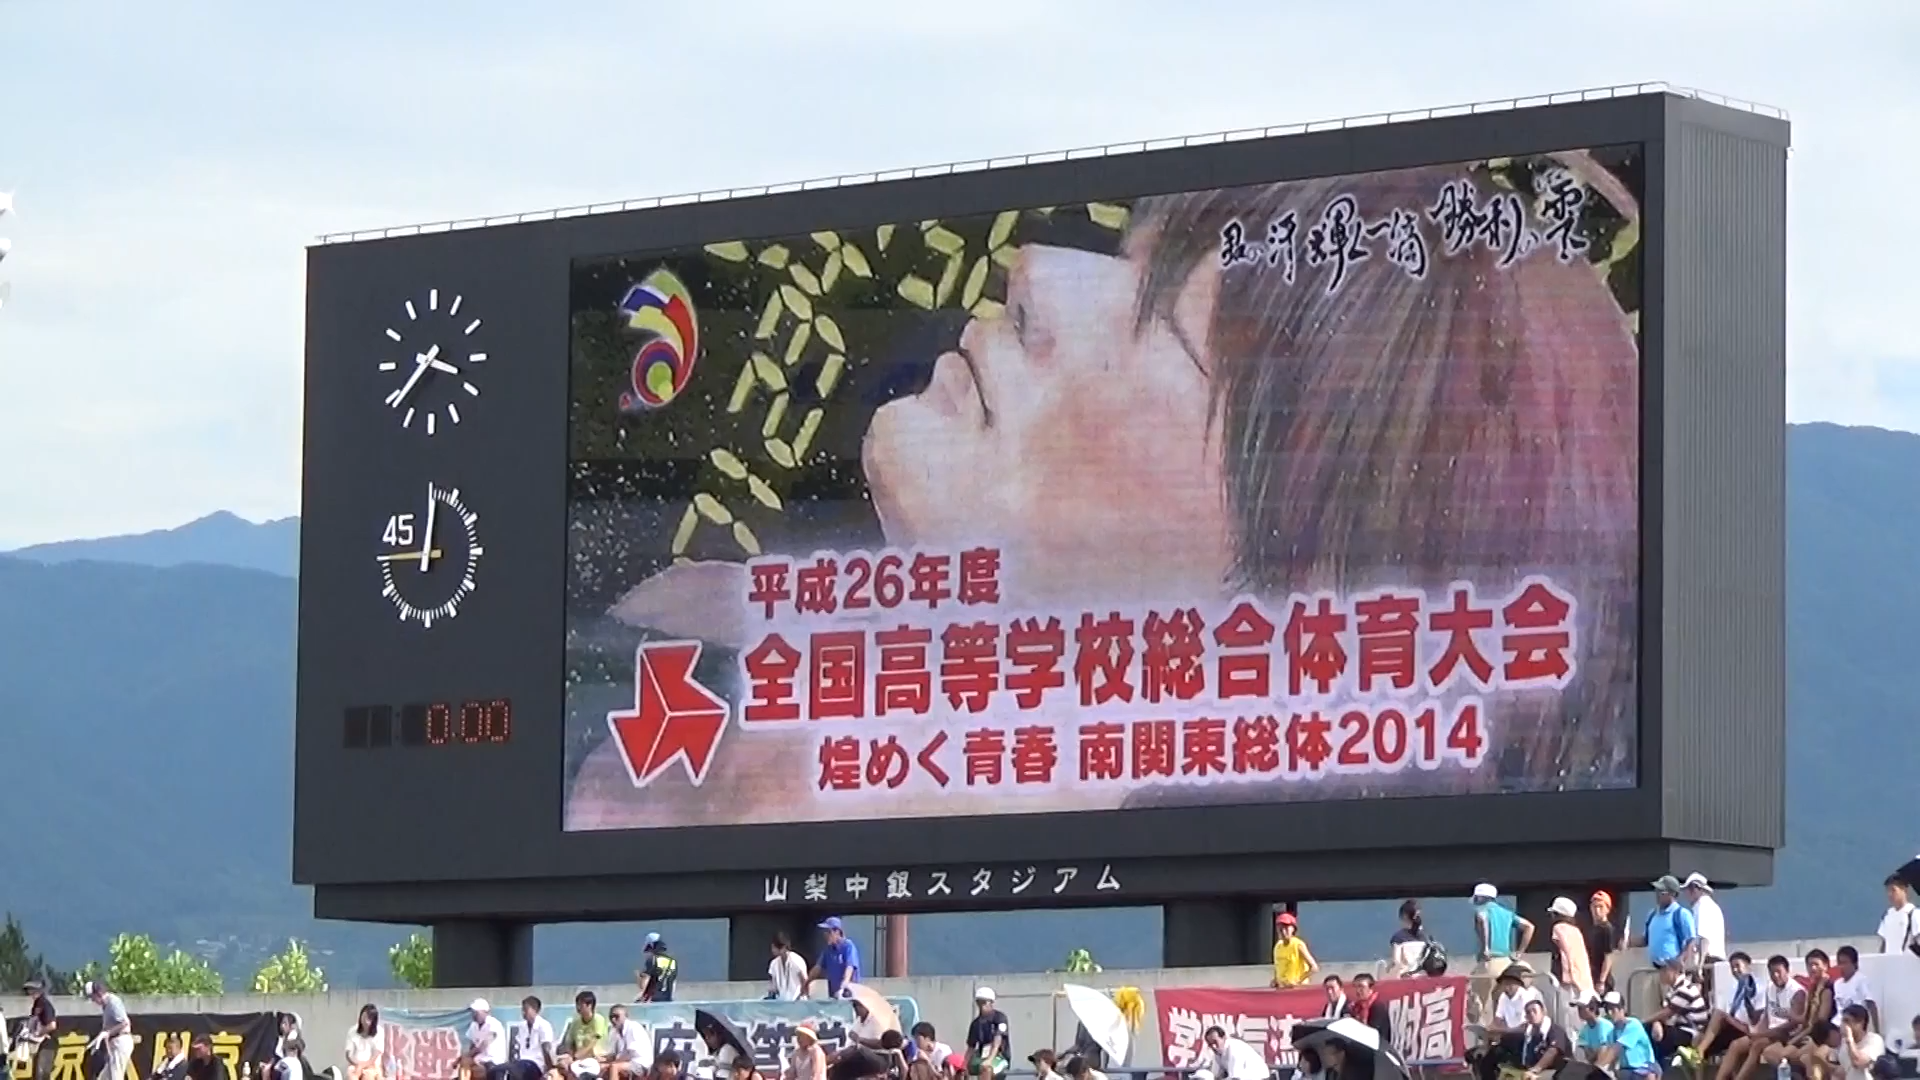 君の汗 輝く一滴 勝利の雫
45
平成26年度
全国高等学校総合体育大会
煌めく青春 南関東総体2014
0.00
山梨中銀スタジアム
附高